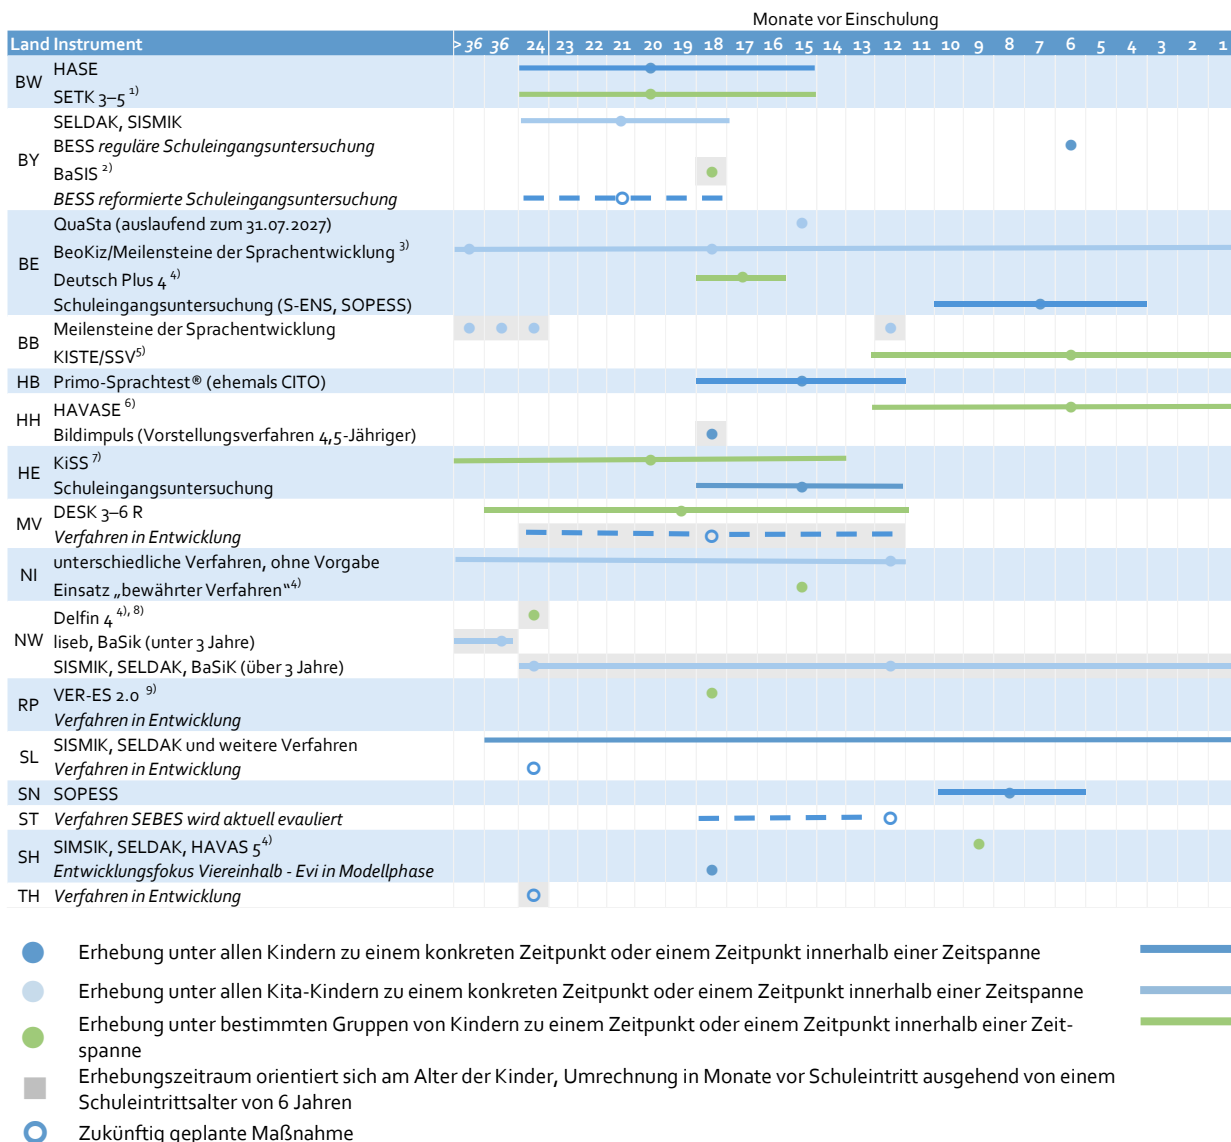 Monate vor Einschulung
Land Instrument > 36 36 24 23 22 21 20 19 18 17 16 15 14 13 12 11 10 9 8 7 6 5 4 3 2 1
BW HASE
SETK 3–5 1)
BY SELDAK, SISMIK
BESS reguläre Schuleingangsuntersuchung
BaSIS 2)
BESS reformierte Schuleingangsuntersuchung
BE QuaSta (auslaufend zum 31.07.2027)
BeoKiz/Meilensteine der Sprachentwicklung 3)
Deutsch Plus 4 4)
Schuleingangsuntersuchung (S-ENS, SOPESS)
BB Meilensteine der Sprachentwicklung
KISTE/SSV5)
HB Primo-Sprachtest® (ehemals CITO)
HH HAVASE 6)
Bildimpuls (Vorstellungsverfahren 4,5-Jähriger)
HE KiSS 7)
Schuleingangsuntersuchung
MV DESK 3–6 R
Verfahren in Entwicklung
NI unterschiedliche Verfahren, ohne Vorgabe
Einsatz „bewährter Verfahren“4)
NW Delfin 4 4), 8)
liseb, BaSik (unter 3 Jahre)
SISMIK, SELDAK, BaSiK (über 3 Jahre)
RP VER-ES 2.0 9)
Verfahren in Entwicklung
SL SISMIK, SELDAK und weitere Verfahren
Verfahren in Entwicklung
SN SOPESS
ST Verfahren SEBES wird aktuell evauliert
SH SIMSIK, SELDAK, HAVAS 54)
Entwicklungsfokus Viereinhalb - Evi in Modellphase
TH Verfahren in Entwicklung
Erhebung unter allen Kindern zu einem konkreten Zeitpunkt oder einem Zeitpunkt innerhalb einer Zeitspanne
Erhebung unter allen Kita-Kindern zu einem konkreten Zeitpunkt oder einem Zeitpunkt innerhalb einer Zeitspanne
Erhebung unter bestimmten Gruppen von Kindern zu einem Zeitpunkt oder einem Zeitpunkt innerhalb einer Zeit-
spanne
Erhebungszeitraum orientiert sich am Alter der Kinder, Umrechnung in Monate vor Schuleintritt ausgehend von einem
Schuleintrittsalter von 6 Jahren
Zukünftig geplante Maßnahme